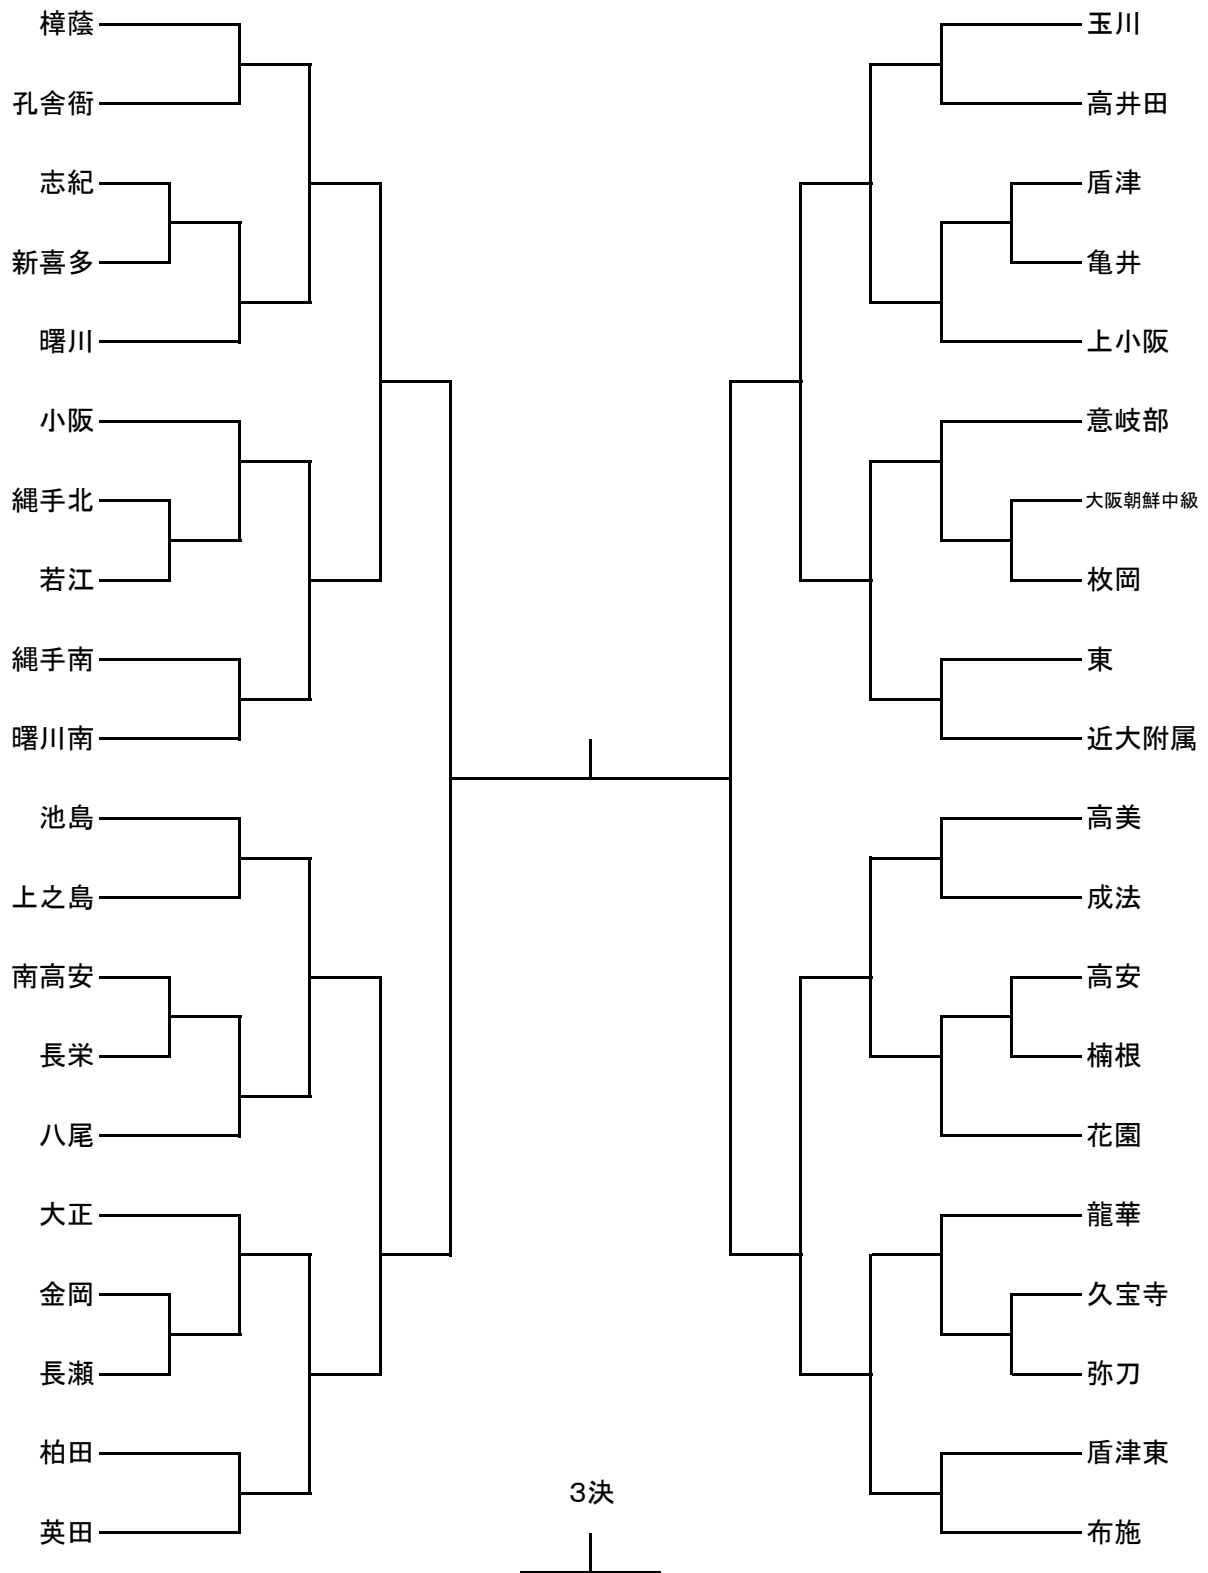 樟蔭
孔舎衙
志紀
新喜多
曙川
小阪
縄手北
若江
縄手南
曙川南
池島
上之島
南高安
長栄
八尾
大正
金岡
長瀬
柏田
英田
玉川
高井田
盾津
亀井
上小阪
意岐部
大阪朝鮮中級
枚岡
東
近大附属
高美
成法
高安
楠根
花園
龍華
久宝寺
弥刀
盾津東
布施
3決